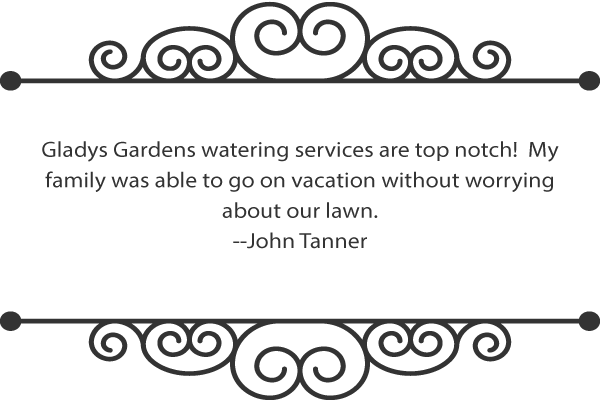 Gladys Gardens watering services are top notch!  My
family was able to go on vacation without worrying
about our lawn.
--John Tanner